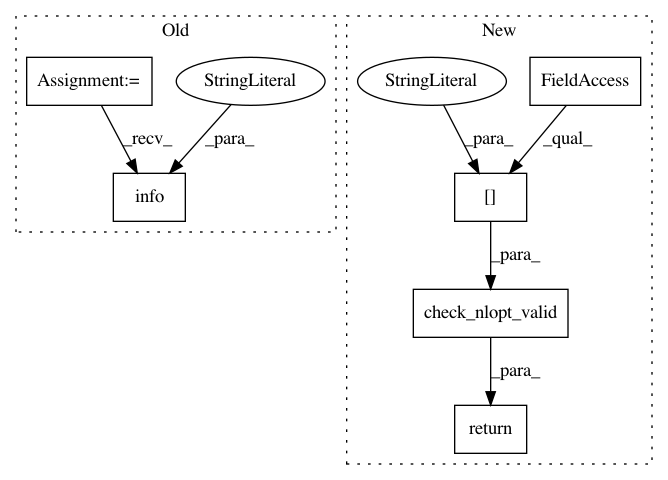 Old
New
Assignment:=
StringLiteral
StringLiteral
FieldAccess
_recv_
_para_
_para_
_qual_
info
[]
_para_
check_nlopt_valid
_para_
return